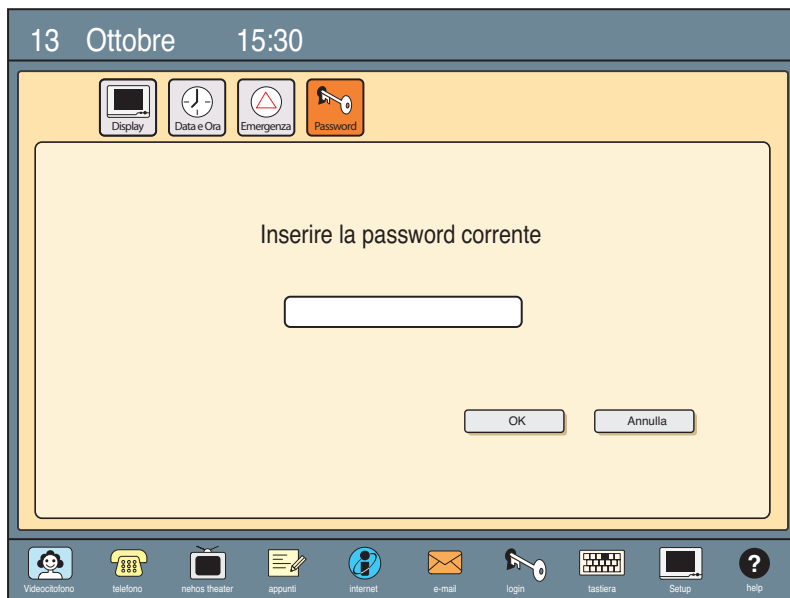 13 Ottobre 15:30
Display Data e Ora Emergenza Password
Inserire la password corrente
OK Annulla
Videocitofono telefono nehos theater appunti internet e-mail login tastiera Setup help